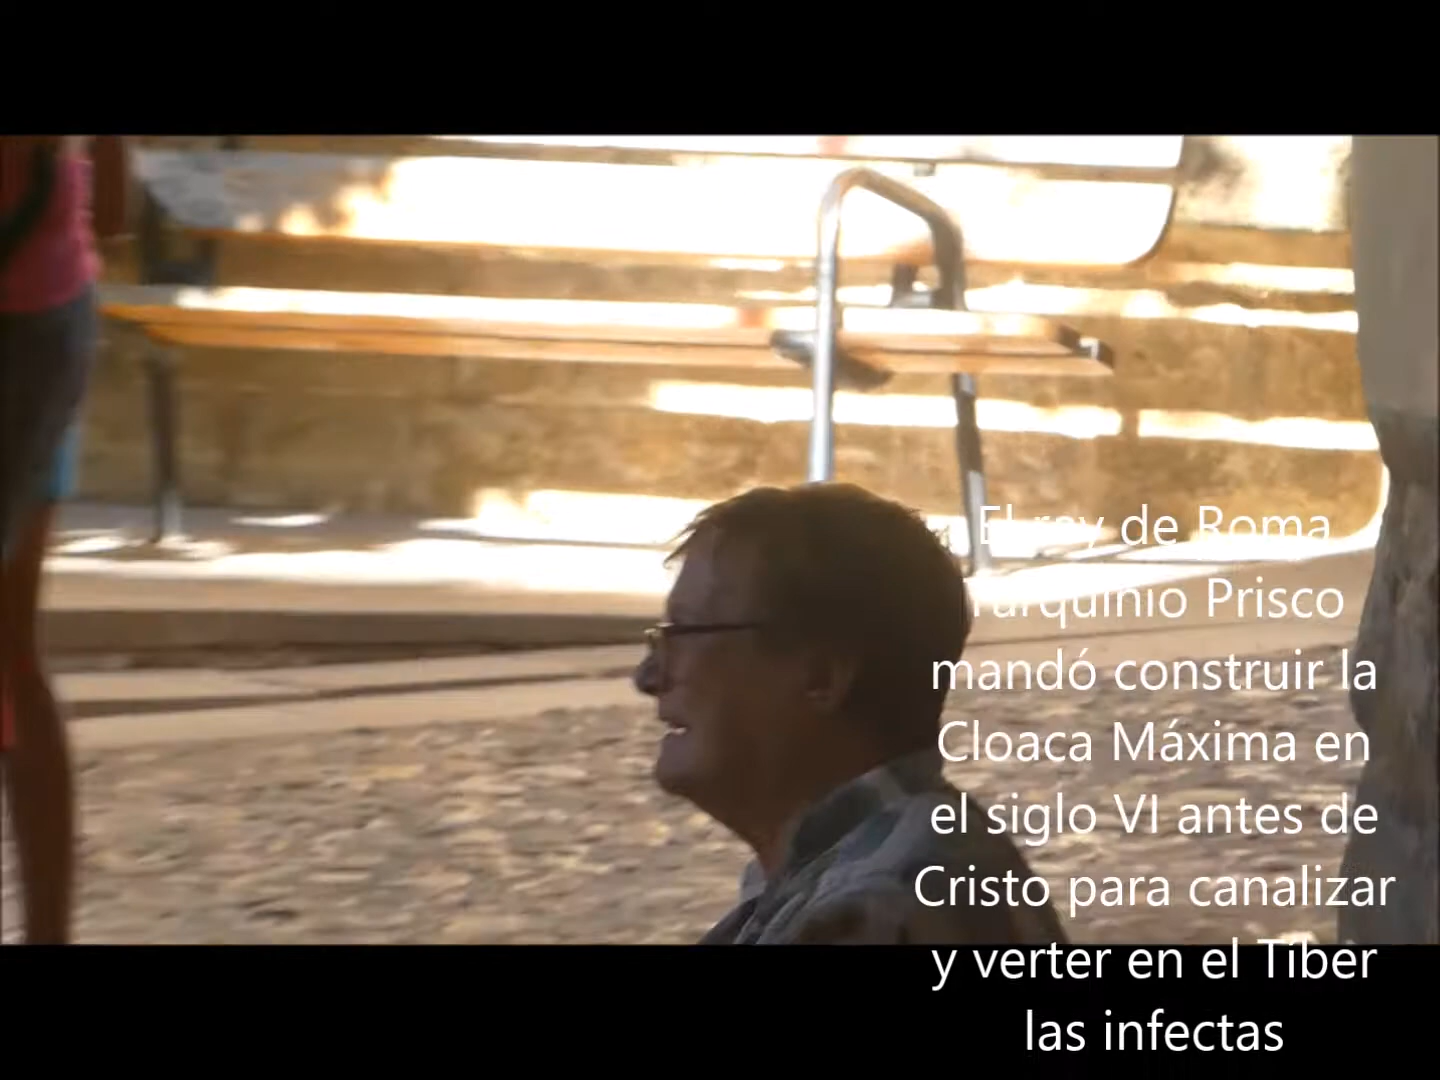 El rey de Roma
Tarquinio Prisco
mandó construir la
Cloaca Máxima en
el siglo VI antes de
Cristo para canalizar
y verter en el Tíber
las infectas